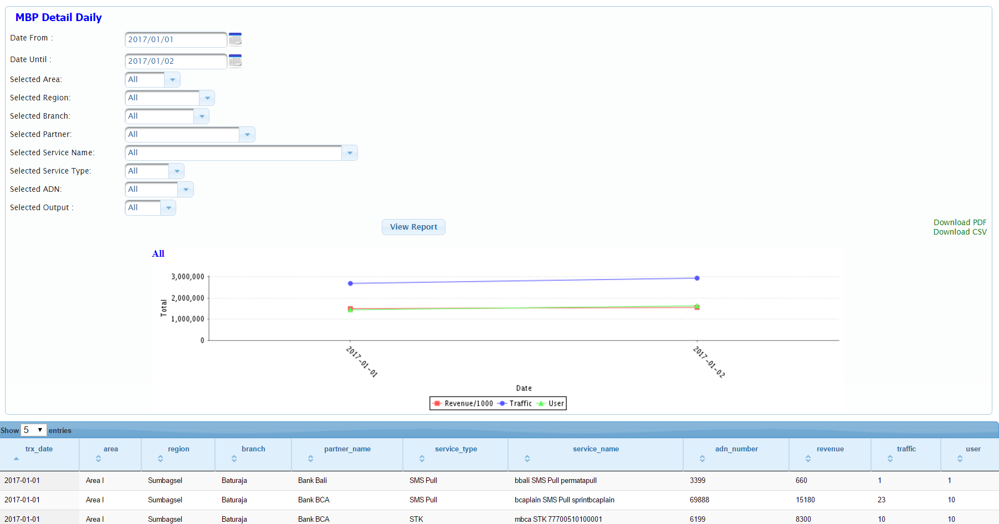 MBP Detail Daily
Date From : 2017/01/01
Date Until : 2017/01/02
Selected Area: All
Selected Region: All
Selected Branch: All
Selected Partner: All
Selected Service Name: All
Selected Service Type: All
Selected ADN: All
Selected Output : All
View Report
Download PDF
Download CSV
All
3,000,000
2,000,000
1,000,000
0
Total
2017-01-01 2017-01-02
Date
Revenue/1000 Traffic User
Show 5 entries
trx_date area region branch partner_name service_type service_name adn_number revenue traffic user
2017-01-01 Area I Sumbagsel Baturaja Bank Bali SMS Pull bbali SMS Pull permatapull 3399 660 1 1
2017-01-01 Area I Sumbagsel Baturaja Bank BCA SMS Pull bcaplain SMS Pull sprintbcaplain 69888 15180 23 10
2017-01-01 Area I Sumbagsel Baturaja Bank BCA STK mbca STK 77700510100001 6199 8300 10 10